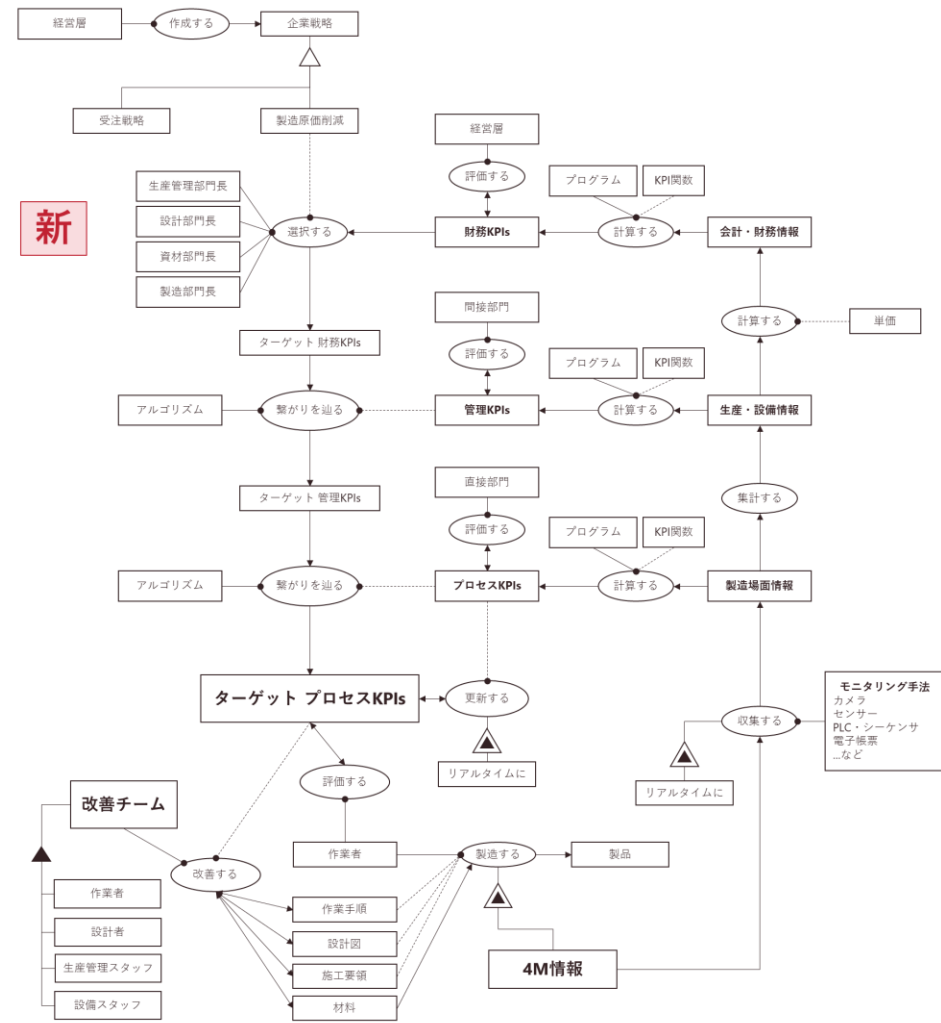 経営層
作成する
企業戦略
受注戦略
製造原価削減
経営層
生産管理部門長
設計部門長
資材部門長
製造部門長
新
選択する
評価する
プログラム
KPI関数
財務KPIs
計算する
会計・財務情報
間接部門
計算する
単価
ターゲット 財務KPIs
評価する
プログラム
KPI関数
アルゴリズム
繋がりを辿る
管理KPIs
計算する
生産・設備情報
直接部門
ターゲット 管理KPIs
集計する
評価する
プログラム
KPI関数
アルゴリズム
繋がりを辿る
プロセスKPIs
計算する
製造場面情報
ターゲット プロセスKPIs
更新する
リアルタイムに
収集する
リアルタイムに
モニタリング手法
カメラ
センサー
PLC・シーケンサ
電子帳票
...など
評価する
改善チーム
作業者
製造する
製品
改善する
作業者
設計者
生産管理スタッフ
設備スタッフ
作業手順
設計図
施工要領
材料
4M情報